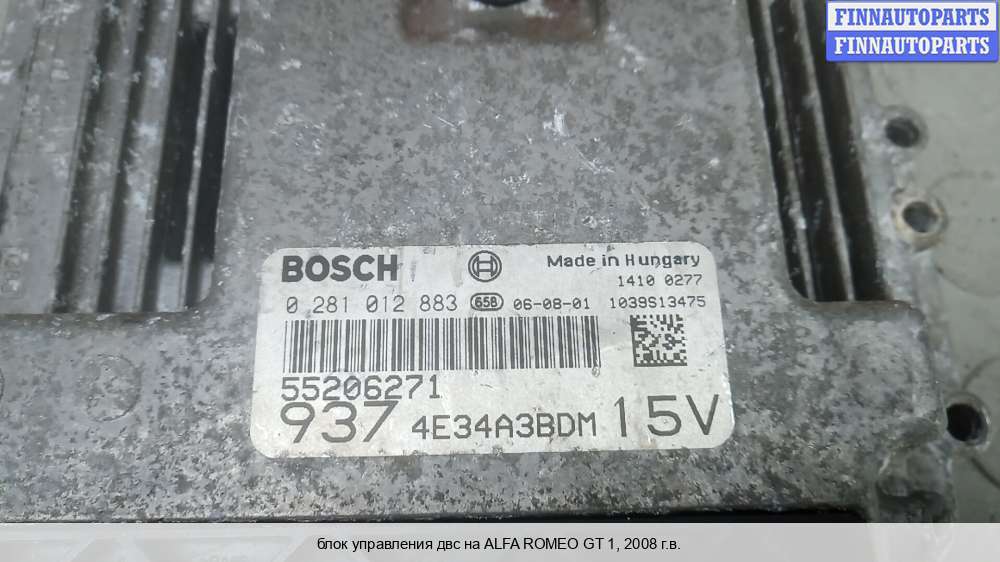 FINNAUTOPARTS
FINNAUTOPARTS
BOSCH Made in Hungary
1410 0277
0 281 012 883 658 06-08-01 1039S13475
55206271
937 4E34A3BDM 15V
блок управления двс на ALFA ROMEO GT 1, 2008 г.в.